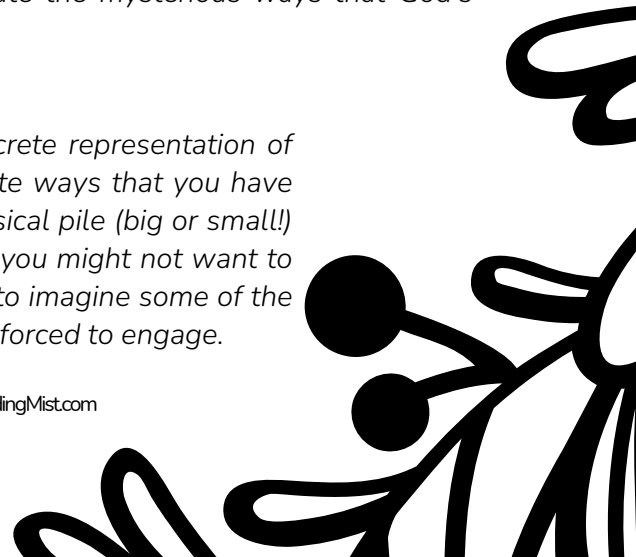 ate the mysterious ways that God's
crete representation of
te ways that you have
sical pile (big or small!)
you might not want to
to imagine some of the
forced to engage.
dingMist.com